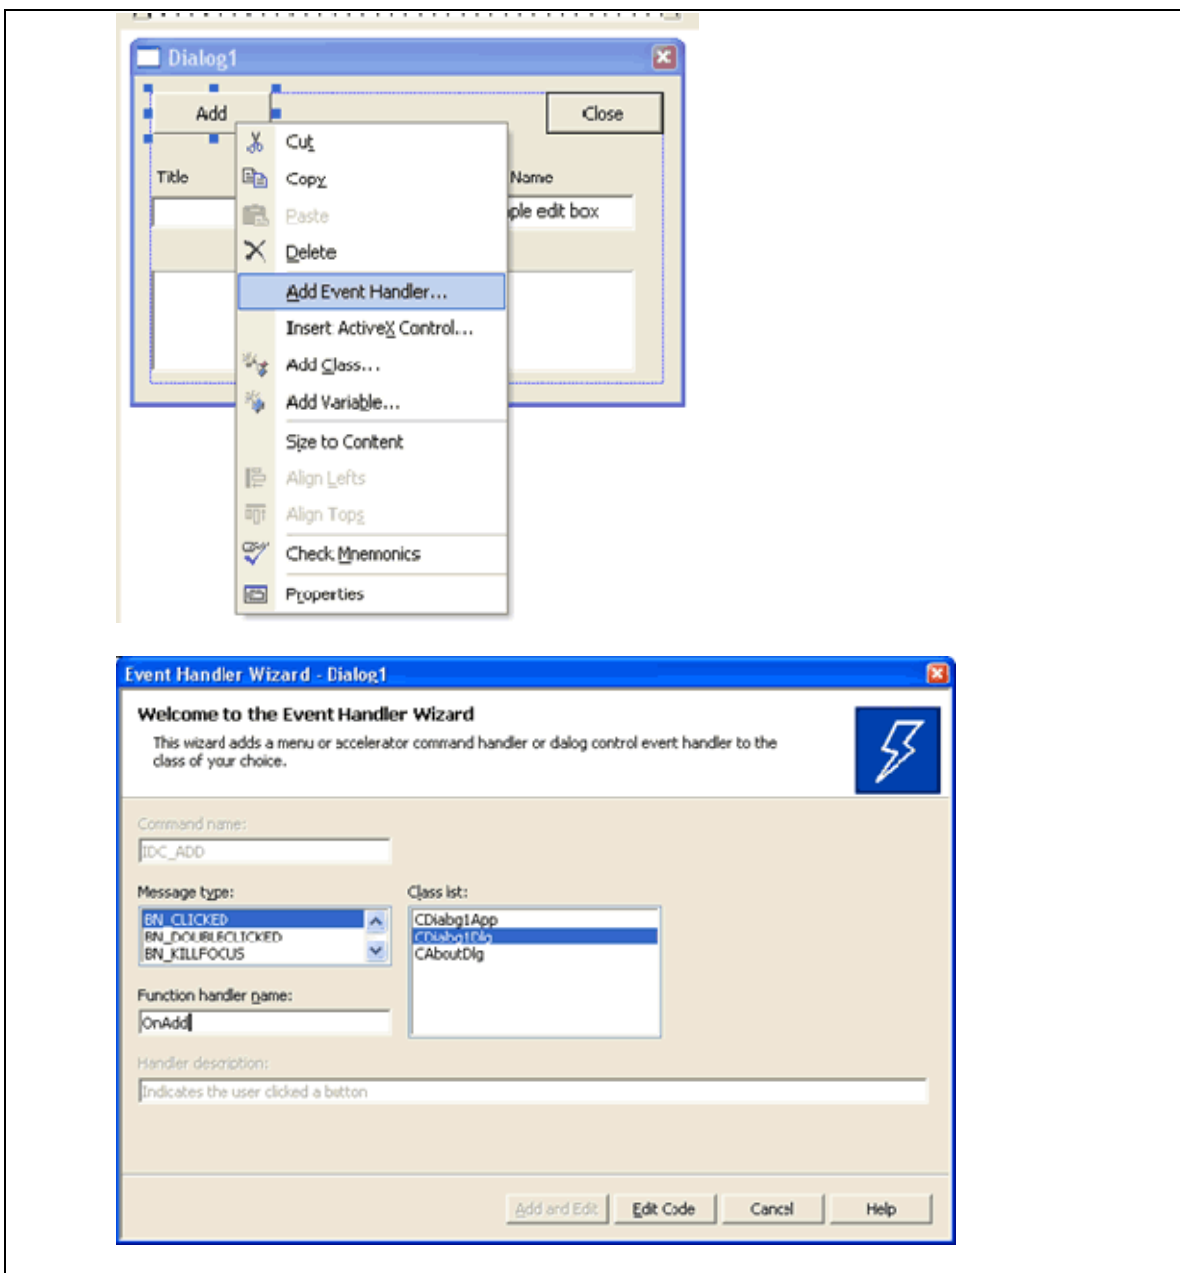 Dialog1
Add
Close
Cut
Title
Copy
Name
Paste
ple edit box
Delete
Add Event Handler...
Insert ActiveX Control...
Add Class...
Add Variable...
Size to Content
Align Lefts
Align Tops
Check Mnemonics
Properties
Event Handler Wizard - Dialog1
Welcome to the Event Handler Wizard
This wizard adds a menu or accelerator command handler or dialog control event handler to the
class of your choice.
Command name:
IDC_ADD
Message type:
Class list:
BN_CLICKED
CDialog1App
BN_DOUBLECLICKED
CDialog1Dlg
BN_KILLFOCUS
CAboutDlg
Function handler name:
OnAdd
Handler description:
Indicates the user clicked a button
Add and Edit
Edit Code
Cancel
Help